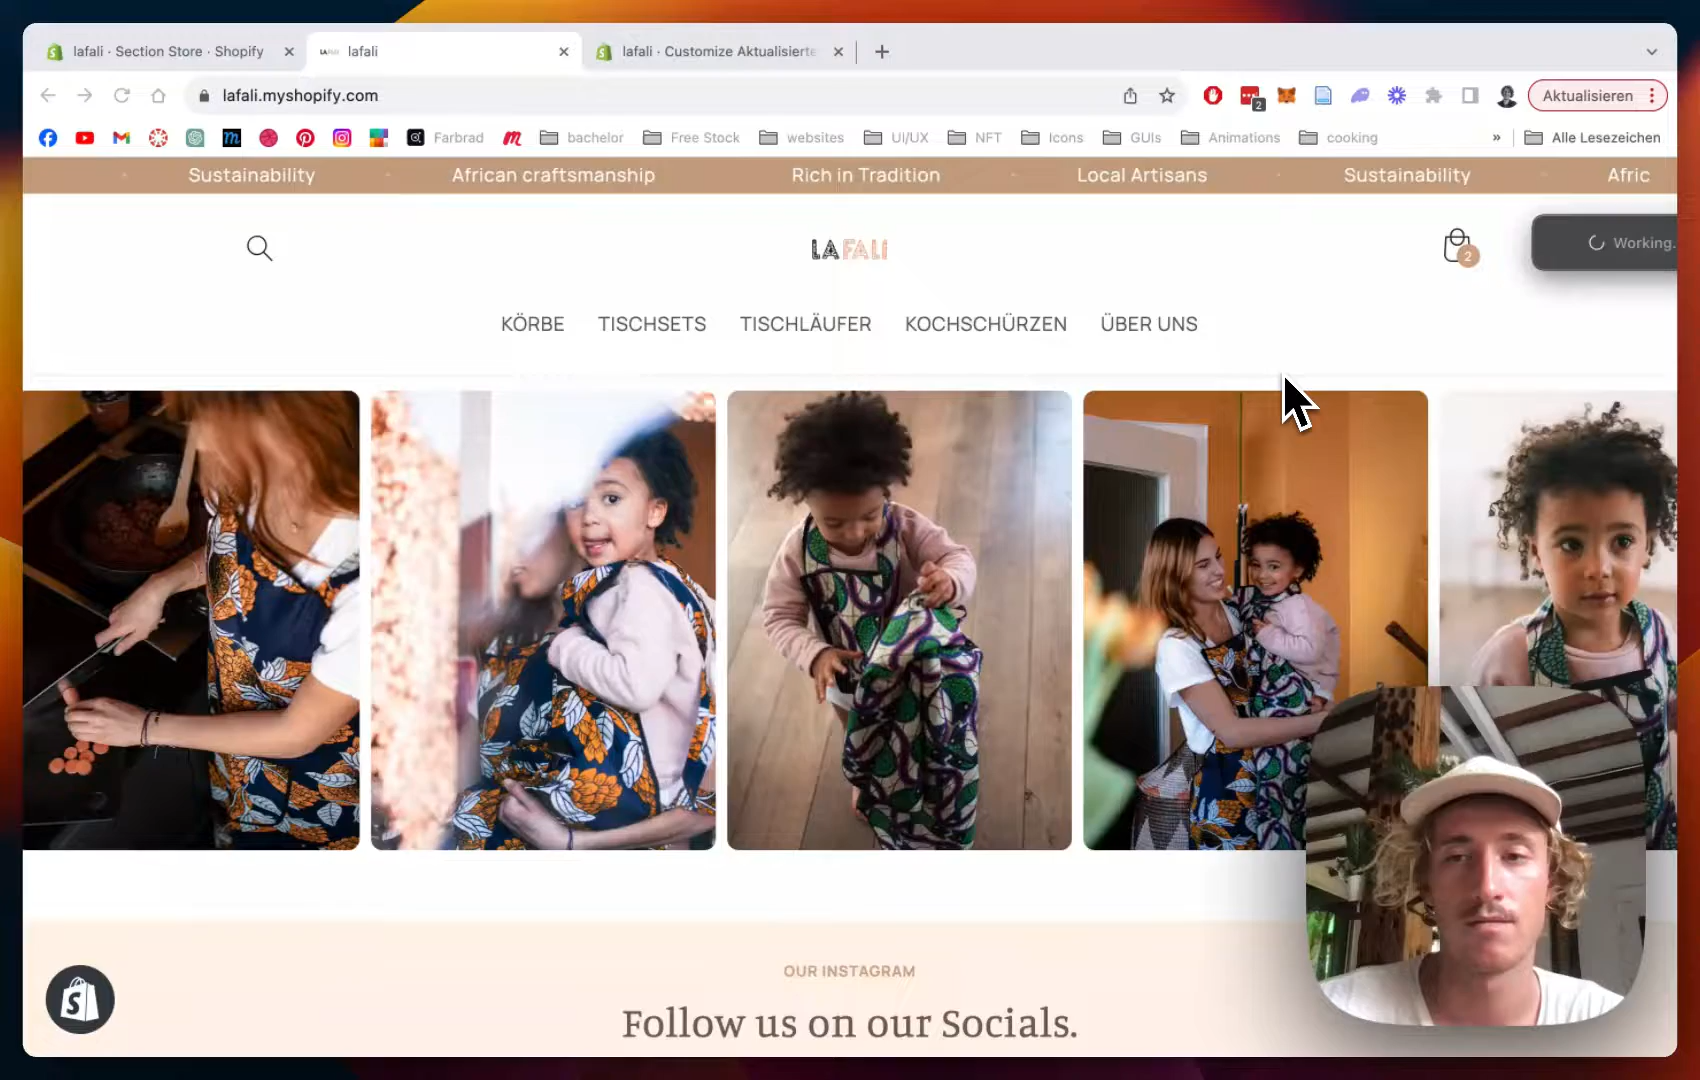 lafali · Section Store · Shopify
lafali
lafali · Customize Aktualisierte
lafali.myshopify.com
2
Aktualisieren
Farbrad
bachelor
Free Stock
websites
UI/UX
NFT
Icons
GUIs
Animations
cooking
»
Alle Lesezeichen
Sustainability
African craftsmanship
Rich in Tradition
Local Artisans
Sustainability
Afric
LAFALI
2
Working.
KÖRBE
TISCHSETS
TISCHLÄUFER
KOCHSCHÜRZEN
ÜBER UNS
OUR INSTAGRAM
Follow us on our Socials.